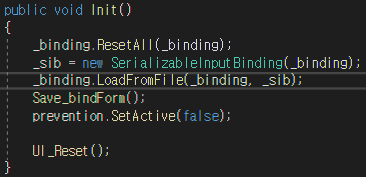 public void Init()
{
_binding.ResetAll(_binding);
_sib = new SerializableInputBinding(_binding);
_binding.LoadFromFile(_binding, _sib);
Save_bindForm();
prevention.SetActive(false);
UI_Reset();
}